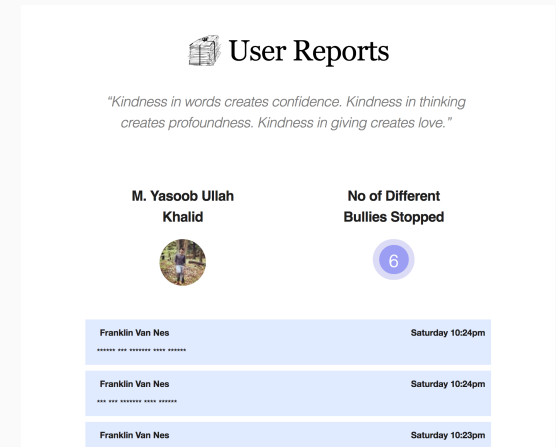 User Reports
“Kindness in words creates confidence. Kindness in thinking
creates profoundness. Kindness in giving creates love.”
M. Yasoob Ullah
Khalid
No of Different
Bullies Stopped
6
Franklin Van Nes Saturday 10:24pm
****** *** ******* **** ******
Franklin Van Nes Saturday 10:24pm
*** *** ******* **** ******
Franklin Van Nes Saturday 10:23pm